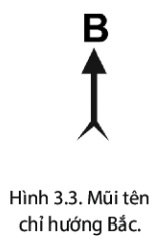 B
Hình 3.3. Mũi tên
chỉ hướng Bắc.